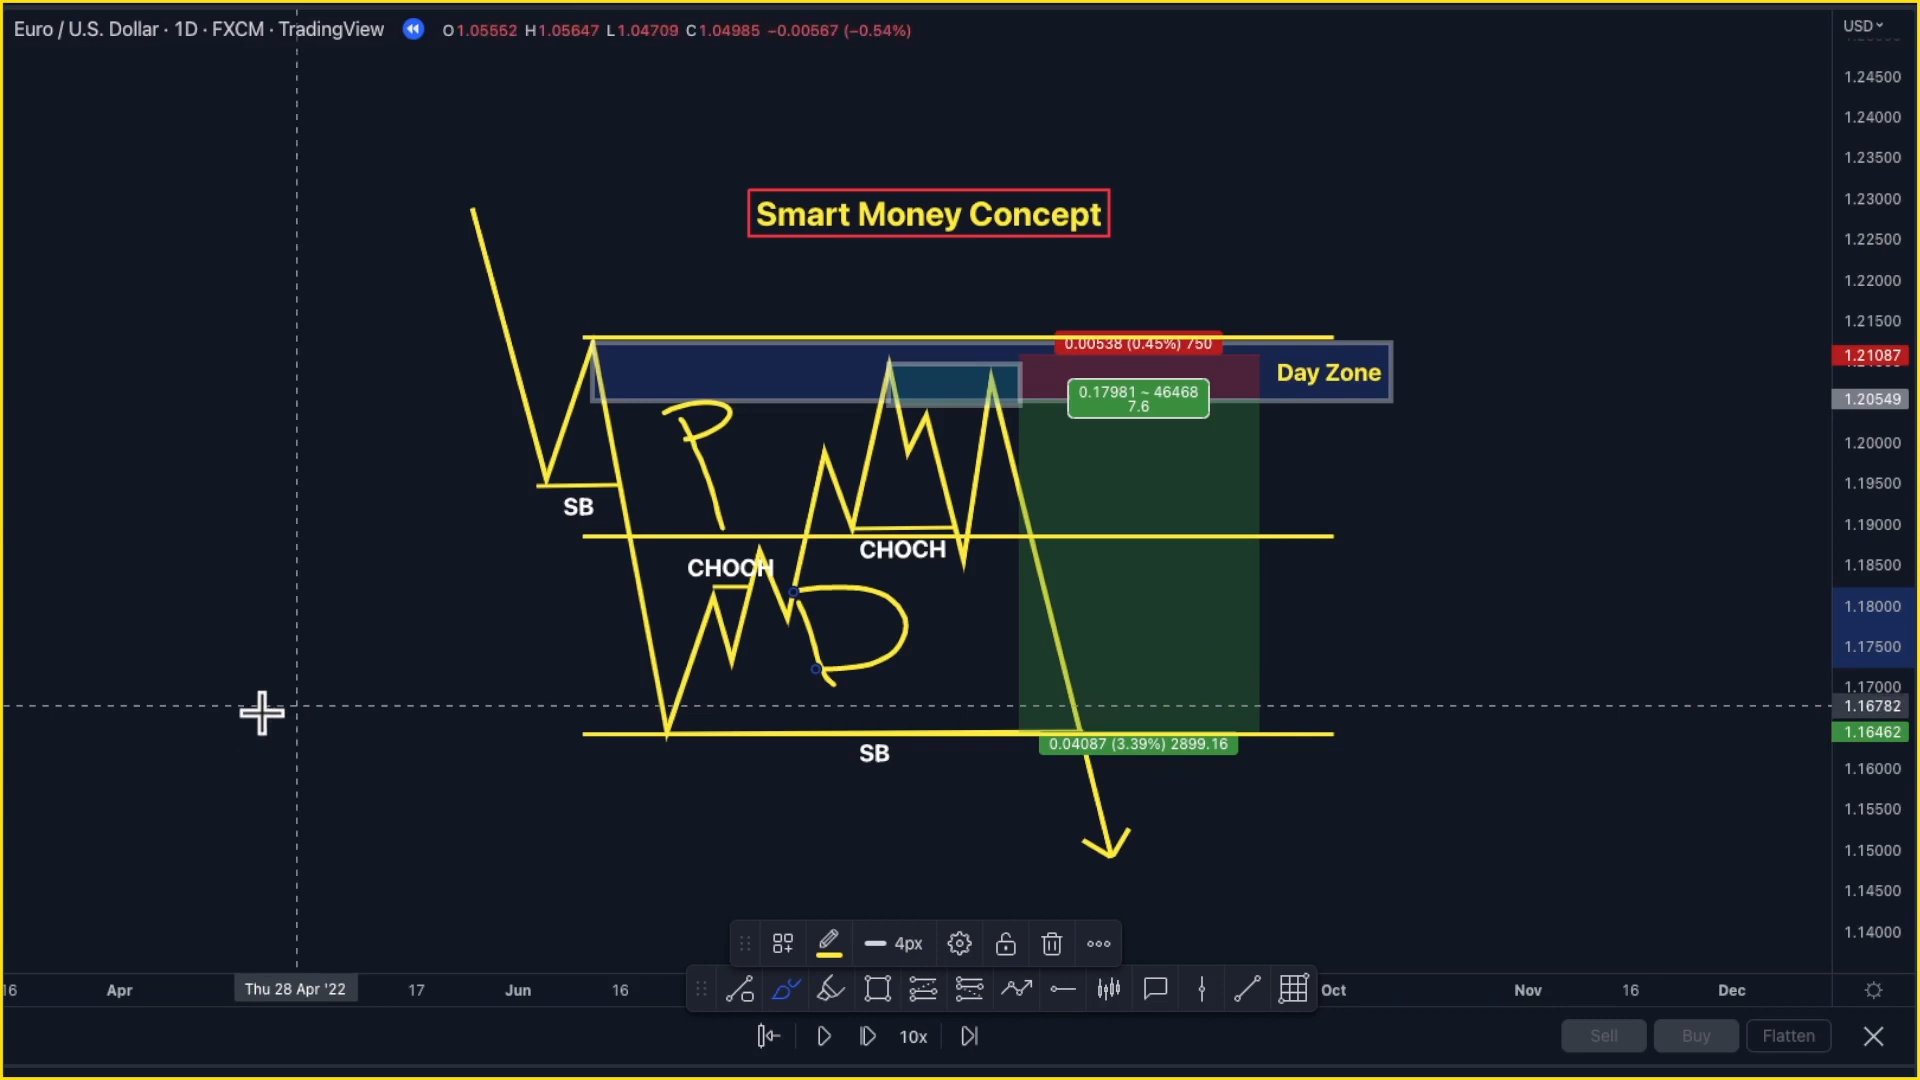 Euro / U.S. Dollar · 1D · FXCM · TradingView
O1.05552 H1.05647 L1.04709 C1.04985 −0.00567 (−0.54%)
USD
1.24500
1.24000
1.23500
1.23000
1.22500
1.22000
1.21500
1.21087
1.20549
1.20000
1.19500
1.19000
1.18500
1.18000
1.17500
1.17000
1.16782
1.16462
1.16000
1.15500
1.15000
1.14500
1.14000
Smart Money Concept
0.00538 (0.45%) 750
Day Zone
0.17981 ~ 46468
7.6
P
SB
CHOCH
CHOCH
D
SB
0.04087 (3.39%) 2899.16
4px
16
Apr
Thu 28 Apr '22
17
Jun
16
Oct
Nov
16
Dec
10x
Sell
Buy
Flatten